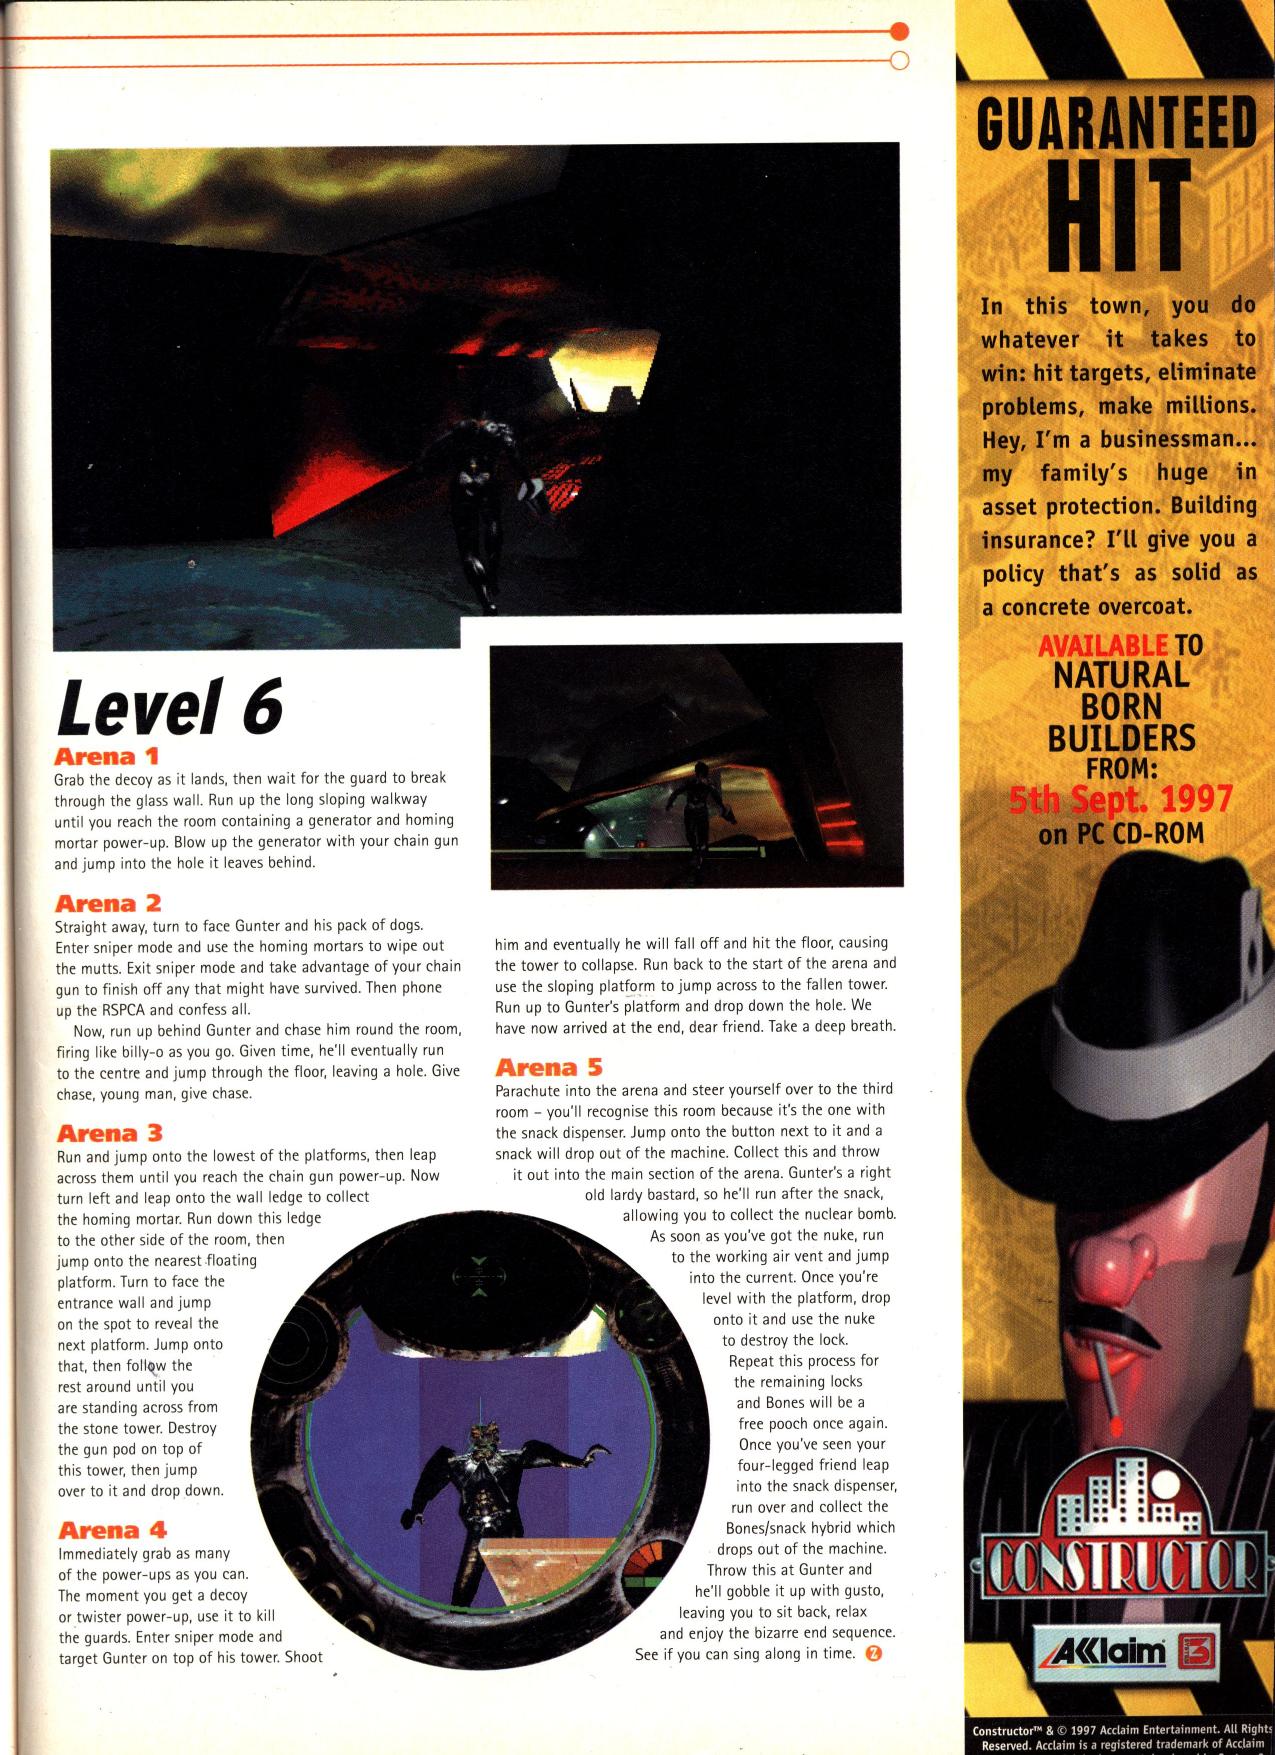 Level 6
Arena 1
Grab the decoy as it lands, then wait for the guard to break
through the glass wall. Run up the long sloping walkway
until you reach the room containing a generator and homing
mortar power-up. Blow up the generator with your chain gun
and jump into the hole it leaves behind.
Arena 2
Straight away, turn to face Gunter and his pack of dogs.
Enter sniper mode and use the homing mortars to wipe out
the mutts. Exit sniper mode and take advantage of your chain
gun to finish off any that might have survived. Then phone
up the RSPCA and confess all.
Now, run up behind Gunter and chase him round the room,
firing like billy-o as you go. Given time, he'll eventually run
to the centre and jump through the floor, leaving a hole. Give
chase, young man, give chase.
Arena 3
Run and jump onto the lowest of the platforms, then leap
across them until you reach the chain gun power-up. Now
turn left and leap onto the wall ledge to collect
the homing mortar. Run down this ledge
to the other side of the room, then
jump onto the nearest floating
platform. Turn to face the
entrance wall and jump
on the spot to reveal the
next platform. Jump onto
that, then follow the
rest around until you
are standing across from
the stone tower. Destroy
the gun pod on top of
this tower, then jump
over to it and drop down.
Arena 4
Immediately grab as many
of the power-ups as you can.
The moment you get a decoy
or twister power-up, use it to kill
the guards. Enter sniper mode and
target Gunter on top of his tower. Shoot
him and eventually he will fall off and hit the floor, causing
the tower to collapse. Run back to the start of the arena and
use the sloping platform to jump across to the fallen tower.
Run up to Gunter's platform and drop down the hole. We
have now arrived at the end, dear friend. Take a deep breath.
Arena 5
Parachute into the arena and steer yourself over to the third
room – you'll recognise this room because it's the one with
the snack dispenser. Jump onto the button next to it and a
snack will drop out of the machine. Collect this and throw
it out into the main section of the arena. Gunter's a right
old lardy bastard, so he'll run after the snack,
allowing you to collect the nuclear bomb.
As soon as you've got the nuke, run
to the working air vent and jump
into the current. Once you're
level with the platform, drop
onto it and use the nuke
to destroy the lock.
Repeat this process for
the remaining locks
and Bones will be a
free pooch once again.
Once you've seen your
four-legged friend leap
into the snack dispenser,
run over and collect the
Bones/snack hybrid which
drops out of the machine.
Throw this at Gunter and
he'll gobble it up with gusto,
leaving you to sit back, relax
and enjoy the bizarre end sequence.
See if you can sing along in time. Z
GUARANTEED
HIT
In this town, you do
whatever it takes to
win: hit targets, eliminate
problems, make millions.
Hey, I'm a businessman...
my family's huge in
asset protection. Building
insurance? I'll give you a
policy that's as solid as
a concrete overcoat.
AVAILABLE TO
NATURAL
BORN
BUILDERS
FROM:
5th Sept. 1997
on PC CD-ROM
CONSTRUCTOR
AKKlaim 3
Constructor™ & © 1997 Acclaim Entertainment. All Rights
Reserved. Acclaim is a registered trademark of Acclaim